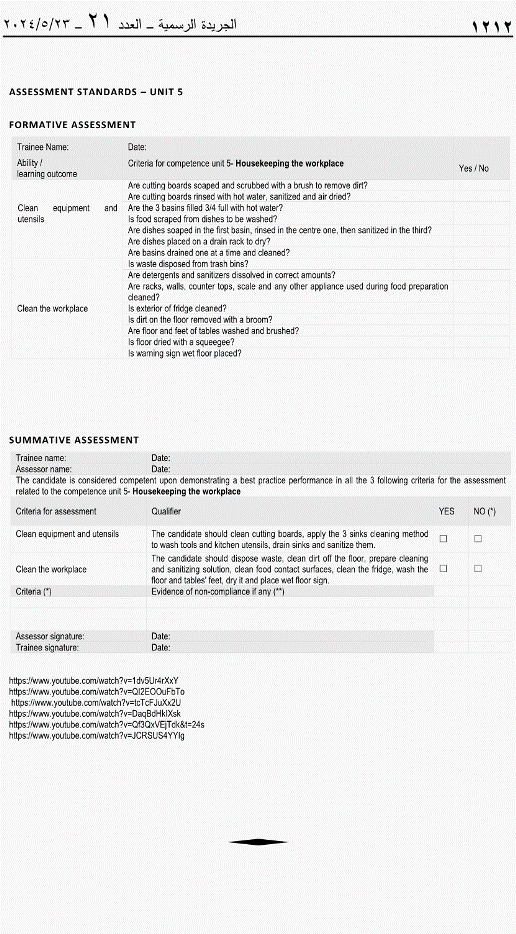 ١٢١٢ الجريدة الرسمية – العدد ٢١ – ٢٠٢٤/٥/٢٣
ASSESSMENT STANDARDS – UNIT 5
FORMATIVE ASSESSMENT
Trainee Name: Date:
Ability / learning outcome Criteria for competence unit 5- Housekeeping the workplace Yes / No
Clean equipment and utensils
Are cutting boards soaped and scrubbed with a brush to remove dirt?
Are cutting boards rinsed with hot water, sanitized and air dried?
Are the 3 basins filled 3/4 full with hot water?
Is food scraped from dishes to be washed?
Are dishes soaped in the first basin, rinsed in the centre one, then sanitized in the third?
Are dishes placed on a drain rack to dry?
Are basins drained one at a time and cleaned?
Clean the workplace
Is waste disposed from trash bins?
Are detergents and sanitizers dissolved in correct amounts?
Are racks, walls, counter tops, scale and any other appliance used during food preparation
cleaned?
Is exterior of fridge cleaned?
Is dirt on the floor removed with a broom?
Are floor and feet of tables washed and brushed?
Is floor dried with a squeegee?
Is warning sign wet floor placed?
SUMMATIVE ASSESSMENT
Trainee name: Date:
Assessor name: Date:
The candidate is considered competent upon demonstrating a best practice performance in all the 3 following criteria for the assessment
related to the competence unit 5- Housekeeping the workplace
Criteria for assessment Qualifier YES NO (*)
Clean equipment and utensils
The candidate should clean cutting boards, apply the 3 sinks cleaning method
to wash tools and kitchen utensils, drain sinks and sanitize them.
☐ ☐
Clean the workplace
The candidate should dispose waste, clean dirt off the floor, prepare cleaning
and sanitizing solution, clean food contact surfaces, clean the fridge, wash the
floor and tables' feet, dry it and place wet floor sign.
☐ ☐
Criteria (*) Evidence of non-compliance if any (**)
Assessor signature: Date:
Trainee signature: Date:
https://www.youtube.com/watch?v=1dv5Ur4rXxY
https://www.youtube.com/watch?v=Ql2EOOuFbTo
https://www.youtube.com/watch?v=tcTcFJuXx2U
https://www.youtube.com/watch?v=DaqBdHkIXsk
https://www.youtube.com/watch?v=Qf3QxVEjTdk&t=24s
https://www.youtube.com/watch?v=JCRSUS4YYIg